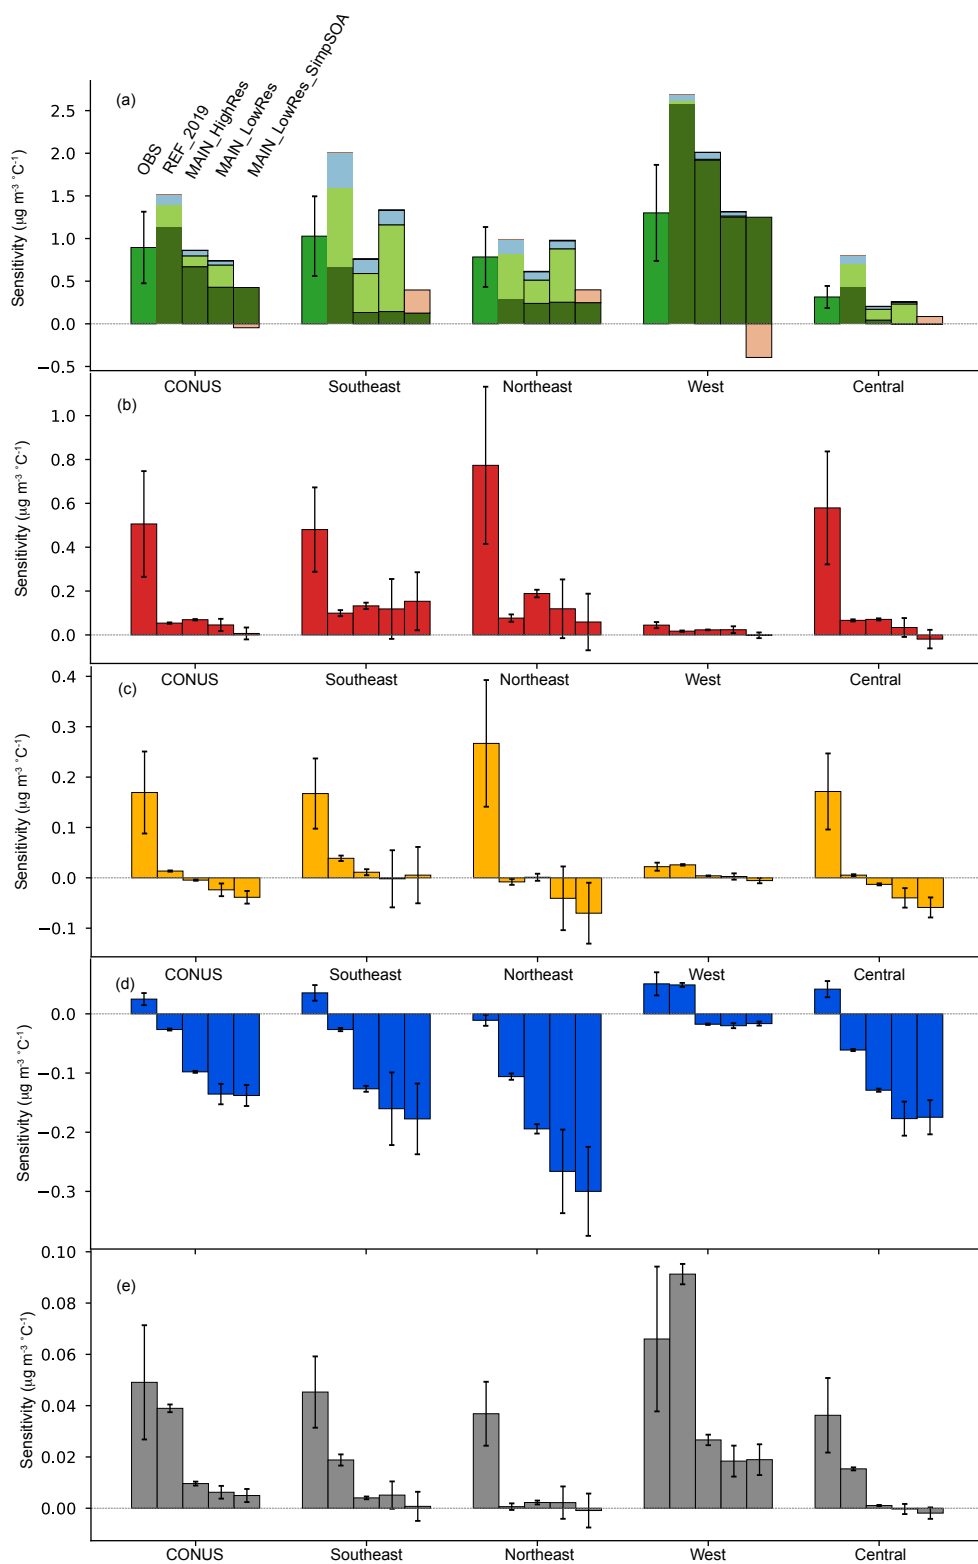 OBS
REF_2019
MAIN_HighRes
MAIN_LowRes
MAIN_LowRes_SimpSOA
(a)
Sensitivity (μg m⁻³ °C⁻¹)
2.5
2.0
1.5
1.0
0.5
0.0
−0.5
CONUS
Southeast
Northeast
West
Central
(b)
Sensitivity (μg m⁻³ °C⁻¹)
1.0
0.8
0.6
0.4
0.2
0.0
CONUS
Southeast
Northeast
West
Central
(c)
Sensitivity (μg m⁻³ °C⁻¹)
0.4
0.3
0.2
0.1
0.0
−0.1
CONUS
Southeast
Northeast
West
Central
(d)
Sensitivity (μg m⁻³ °C⁻¹)
0.0
−0.1
−0.2
−0.3
(e)
Sensitivity (μg m⁻³ °C⁻¹)
0.10
0.08
0.06
0.04
0.02
0.00
CONUS
Southeast
Northeast
West
Central